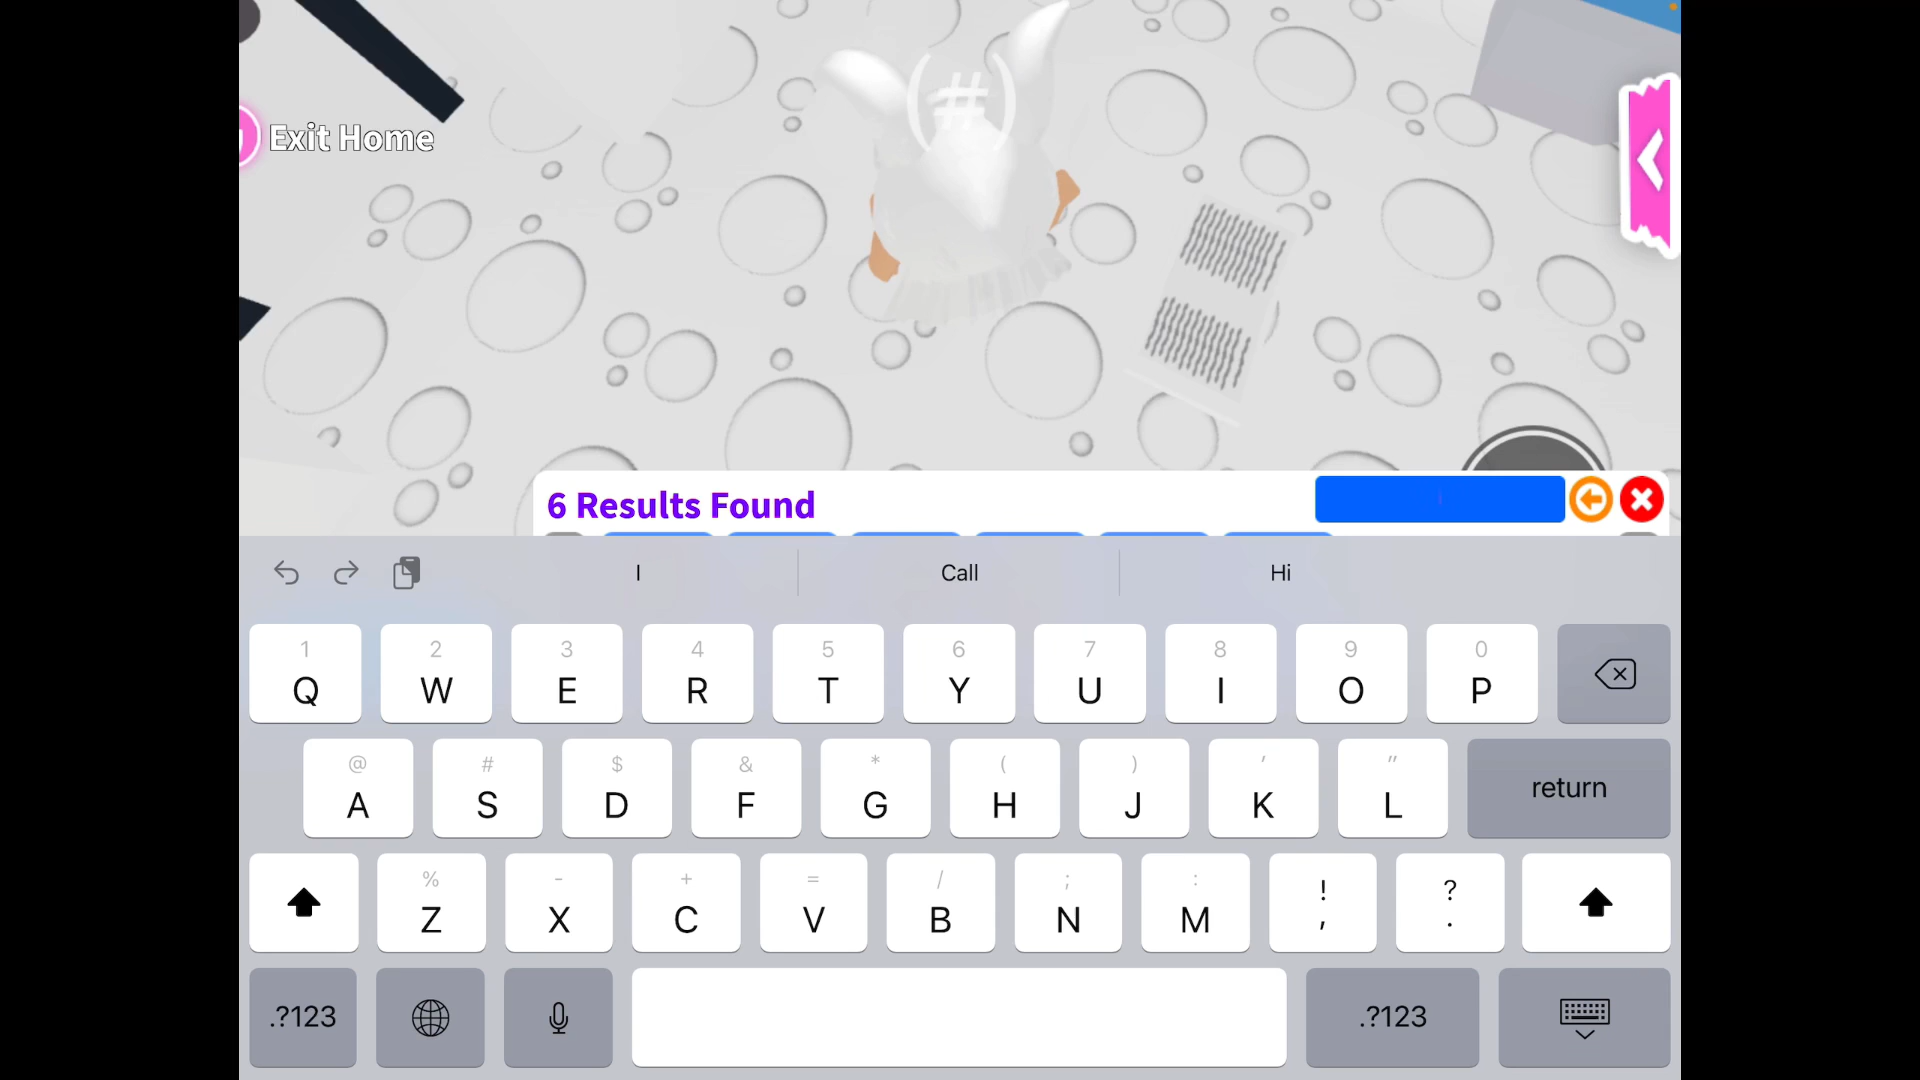 (#)
Exit Home
6 Results Found
I Call Hi
1 2 3 4 5 6 7 8 9 0
Q W E R T Y U I O P
@ # $ & * ( ) ' "
A S D F G H J K L return
% - + = / ; : ! ?
Z X C V B N M , .
.?123 .?123